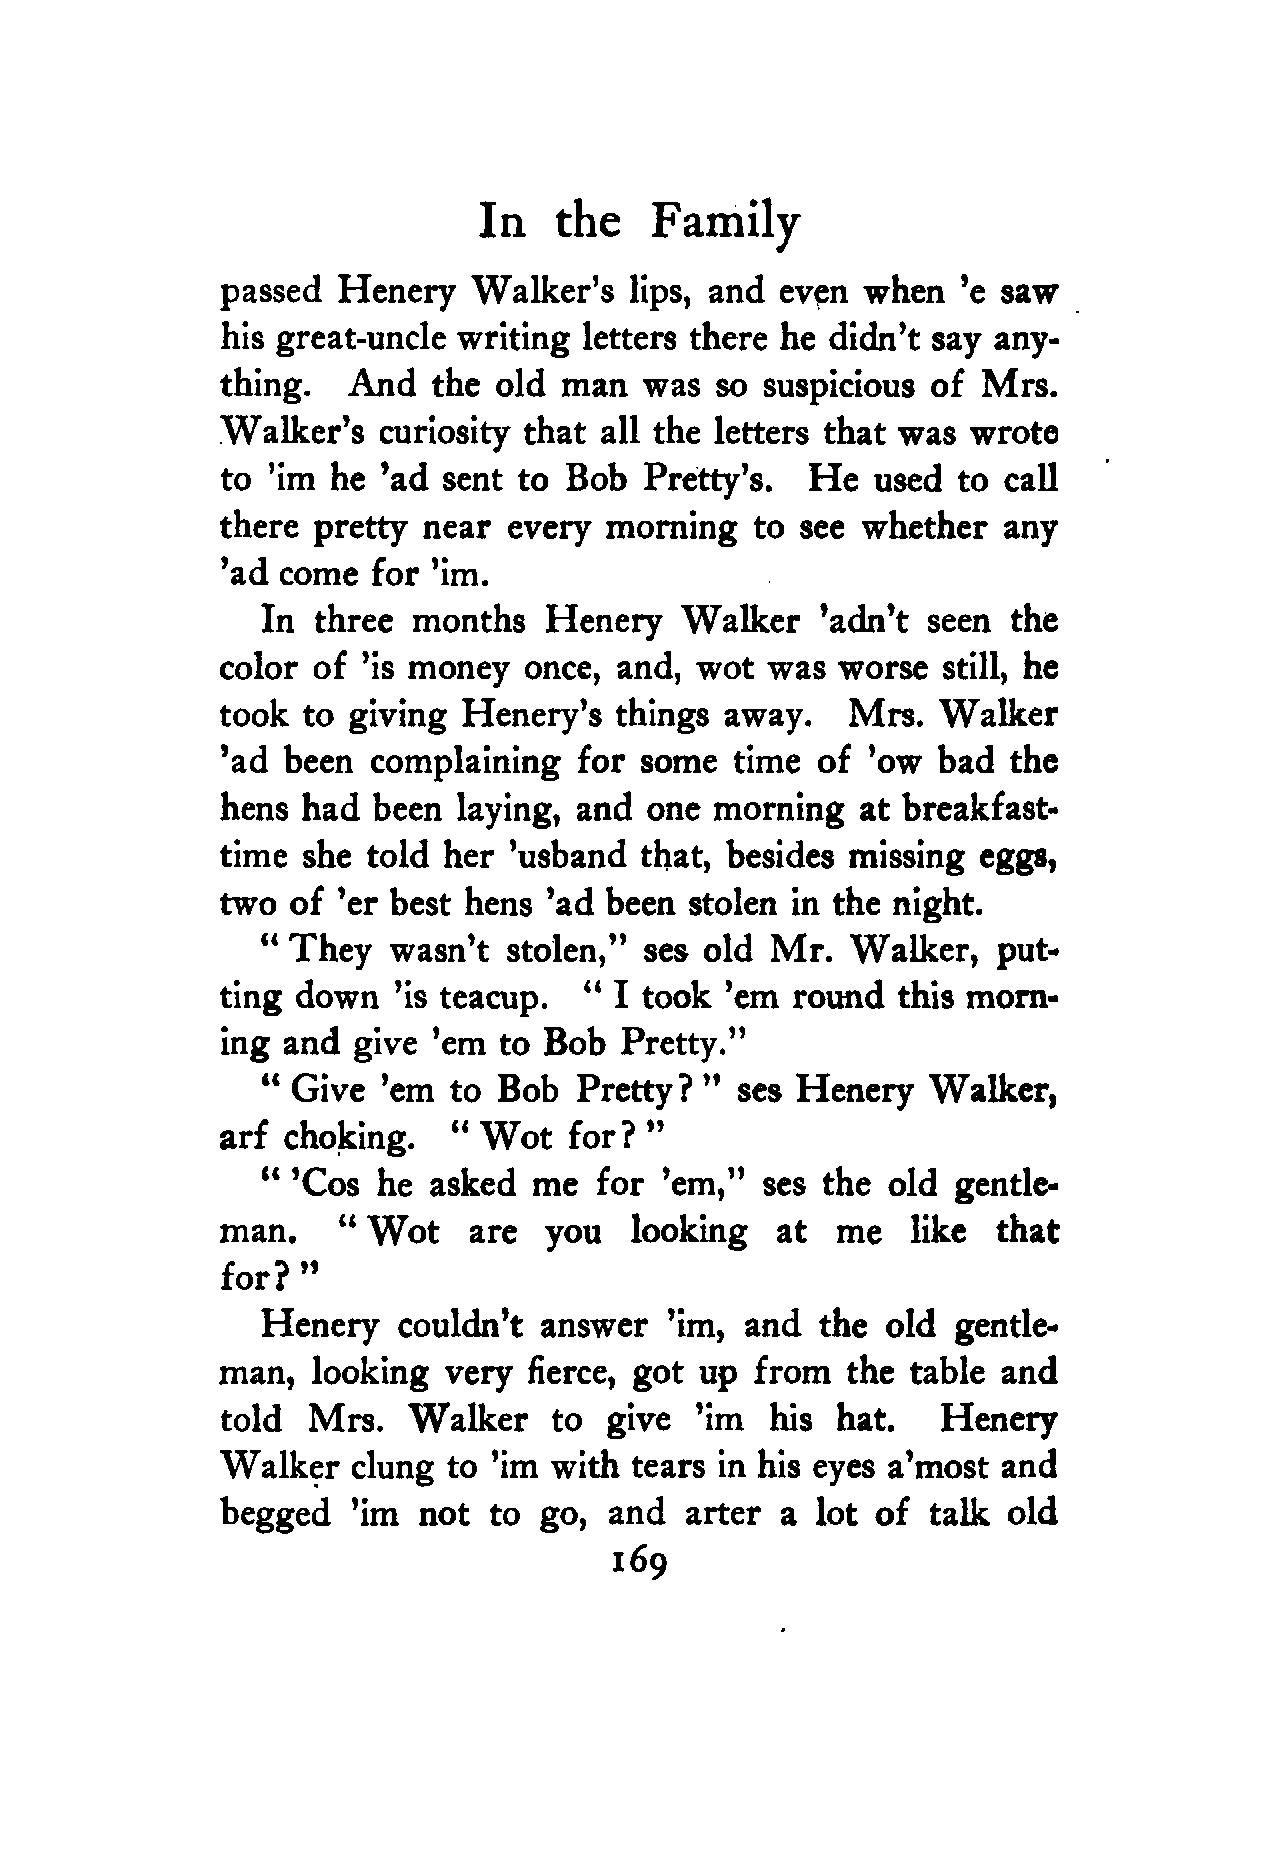 In the Family
passed Henery Walker's lips, and even when 'e saw
his great-uncle writing letters there he didn't say any-
thing. And the old man was so suspicious of Mrs.
Walker's curiosity that all the letters that was wrote
to 'im he 'ad sent to Bob Pretty's. He used to call
there pretty near every morning to see whether any
'ad come for 'im.
In three months Henery Walker 'adn't seen the
color of 'is money once, and, wot was worse still, he
took to giving Henery's things away. Mrs. Walker
'ad been complaining for some time of 'ow bad the
hens had been laying, and one morning at breakfast-
time she told her 'usband that, besides missing eggs,
two of 'er best hens 'ad been stolen in the night.
"They wasn't stolen," ses old Mr. Walker, put-
ting down 'is teacup. "I took 'em round this morn-
ing and give 'em to Bob Pretty."
"Give 'em to Bob Pretty?" ses Henery Walker,
arf choking. "Wot for?"
"'Cos he asked me for 'em," ses the old gentle-
man. "Wot are you looking at me like that
for?"
Henery couldn't answer 'im, and the old gentle-
man, looking very fierce, got up from the table and
told Mrs. Walker to give 'im his hat. Henery
Walker clung to 'im with tears in his eyes a'most and
begged 'im not to go, and arter a lot of talk old
169